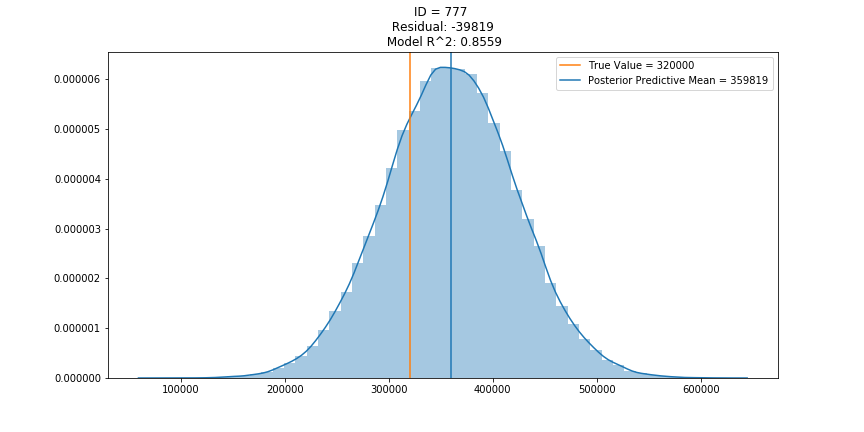 ID = 777
Residual: -39819
Model R^2: 0.8559
True Value = 320000
Posterior Predictive Mean = 359819
0.000006
0.000005
0.000004
0.000003
0.000002
0.000001
0.000000
100000 200000 300000 400000 500000 600000